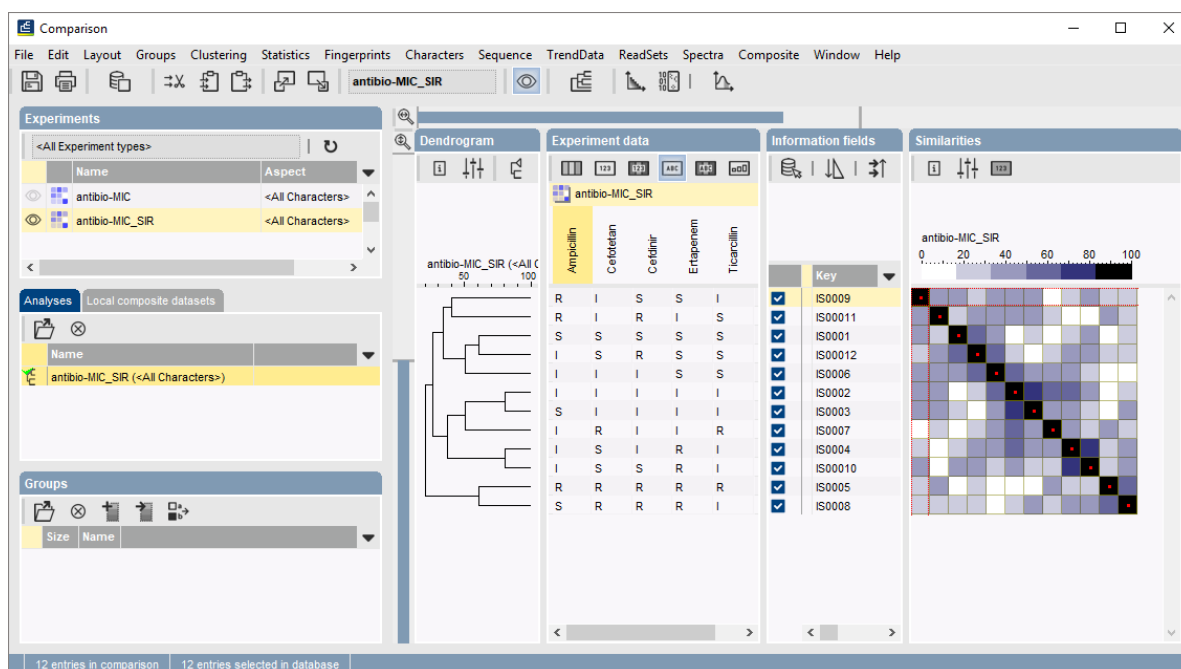 Comparison
File Edit Layout Groups Clustering Statistics Fingerprints Characters Sequence TrendData ReadSets Spectra Composite Window Help
antibio-MIC_SIR
Experiments
<All Experiment types>
Name Aspect
antibio-MIC <All Characters>
antibio-MIC_SIR <All Characters>
Analyses Local composite datasets
Name
antibio-MIC_SIR (<All Characters>)
Groups
Size Name
Dendrogram Experiment data Information fields Similarities
antibio-MIC_SIR
Ampicillin Cefotetan Cefdinir Ertapenem Ticarcillin
antibio-MIC_SIR (<All C
50 100
antibio-MIC_SIR
0 20 40 60 80 100
Key
R I S S I IS0009
R I R I S IS00011
S S S S S IS0001
I S R S S IS00012
I I I S S IS0006
I I I I I IS0002
S I I I I IS0003
I R I I R IS0007
I S I R I IS0004
I S S R I IS00010
R R R R R IS0005
S R R R I IS0008
12 entries in comparison 12 entries selected in database